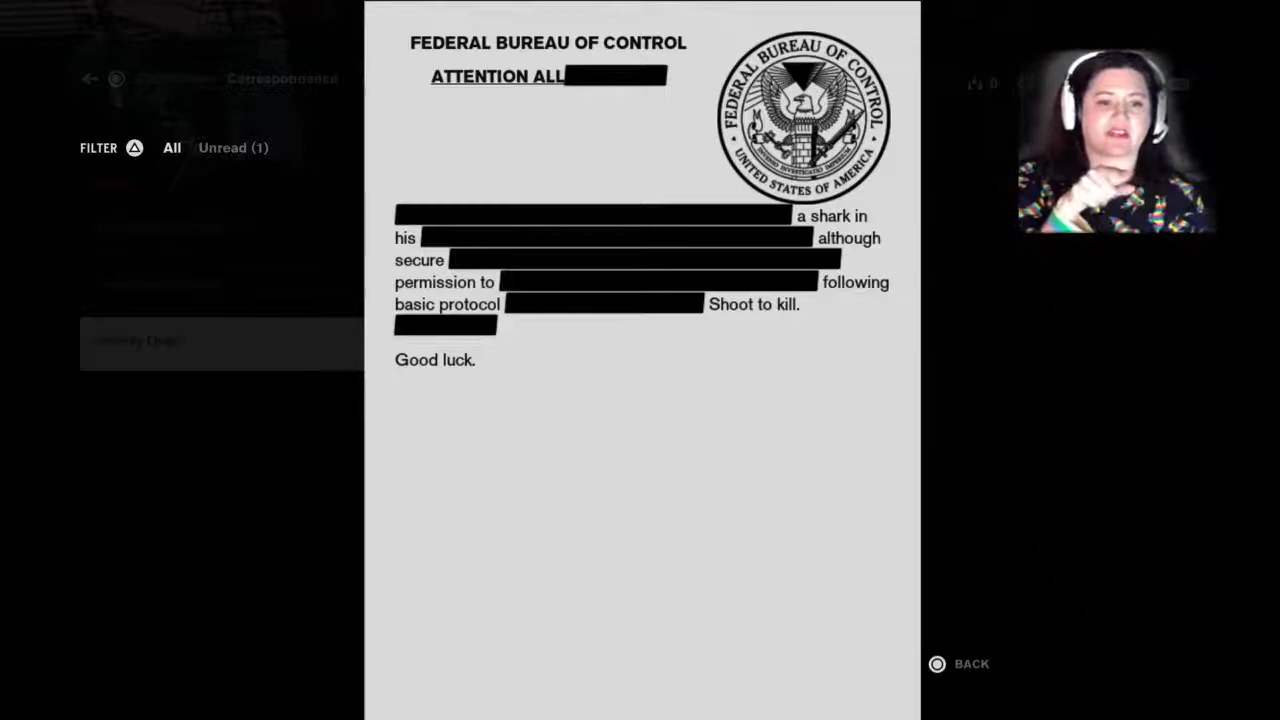 FEDERAL BUREAU OF CONTROL
ATTENTION ALL
FEDERAL BUREAU OF CONTROL
UNITED STATES OF AMERICA
Correspondence
FILTER All Unread (1)
a shark in
his although
secure
permission to following
basic protocol Shoot to kill.
Good luck.
BACK